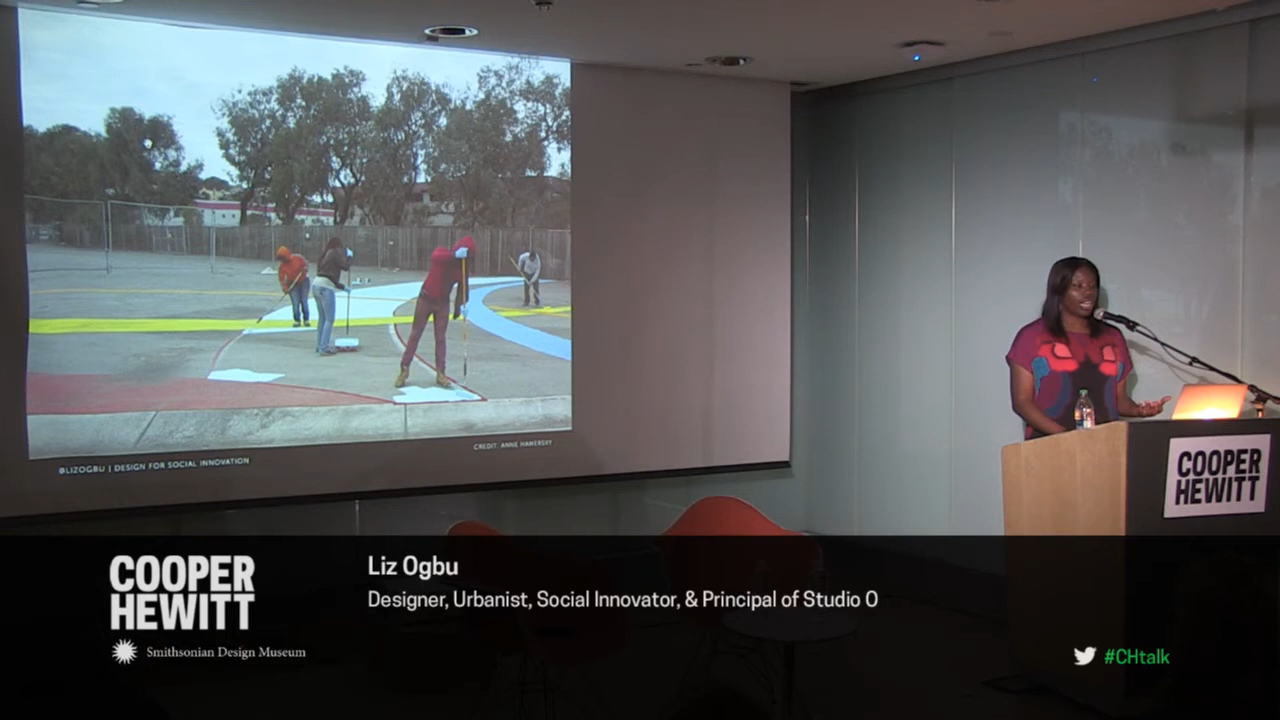 CREDIT: ANNE HAMERSKY
@LIZOGBU | DESIGN FOR SOCIAL INNOVATION
COOPER
HEWITT
COOPER
HEWITT
Smithsonian Design Museum
Liz Ogbu
Designer, Urbanist, Social Innovator, & Principal of Studio O
#CHtalk